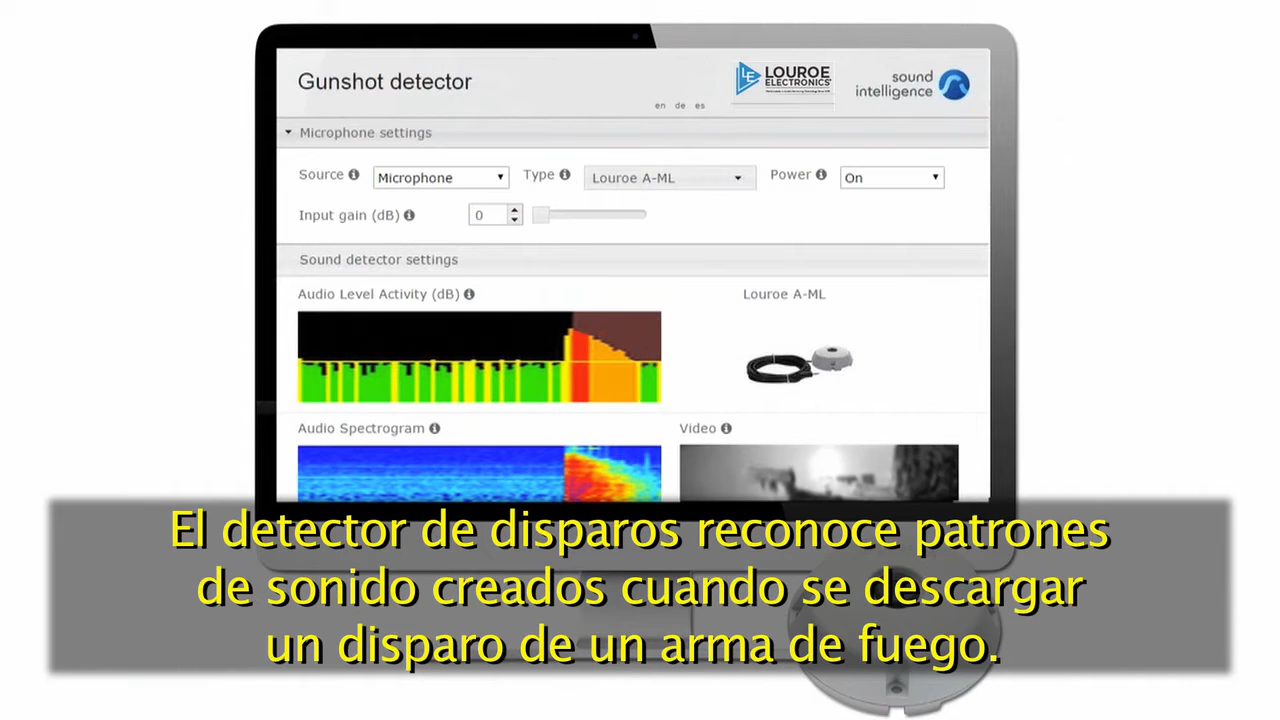 Gunshot detector
LE LOUROE
ELECTRONICS
sound
intelligence
en de es
Microphone settings
Source Microphone Type Louroe A-ML Power On
Input gain (dB) 0
Sound detector settings
Audio Level Activity (dB)
Louroe A-ML
Audio Spectrogram
Video
El detector de disparos reconoce patrones
de sonido creados cuando se descargar
un disparo de un arma de fuego.